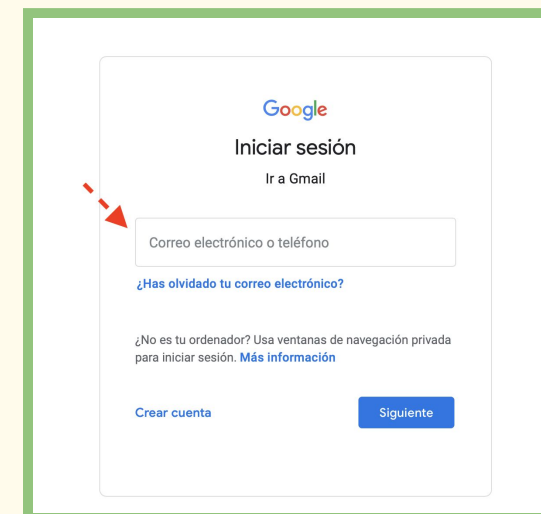 Google
Iniciar sesión
Ir a Gmail
Correo electrónico o teléfono
¿Has olvidado tu correo electrónico?
¿No es tu ordenador? Usa ventanas de navegación privada
para iniciar sesión. Más información
Crear cuenta
Siguiente